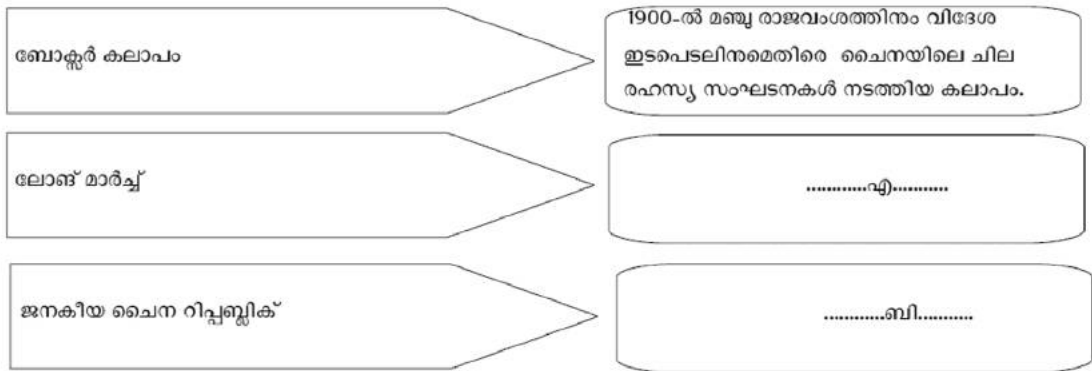 ബോക്സർ കലാപം
1900-ൽ മഞ്ചു രാജവംശത്തിനും വിദേശ
ഇടപെടലിനുമെതിരെ ചൈനയിലെ ചില
രഹസ്യ സംഘടനകൾ നടത്തിയ കലാപം.
ലോങ് മാർച്ച്
............എ...........
ജനകീയ ചൈന റിപ്പബ്ലിക്
............ബി...........